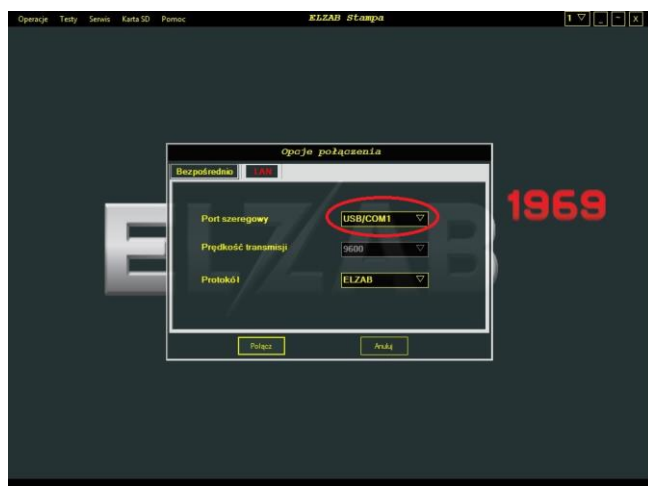 Operacje Testy Serwis Karta SD Pomoc ELZAB Stampa 1
Opcje połączenia
Bezpośrednio LAN
Port szeregowy USB/COM1
Prędkość transmisji 9600
Protokół ELZAB
Połącz Anuluj
ELZAB 1969